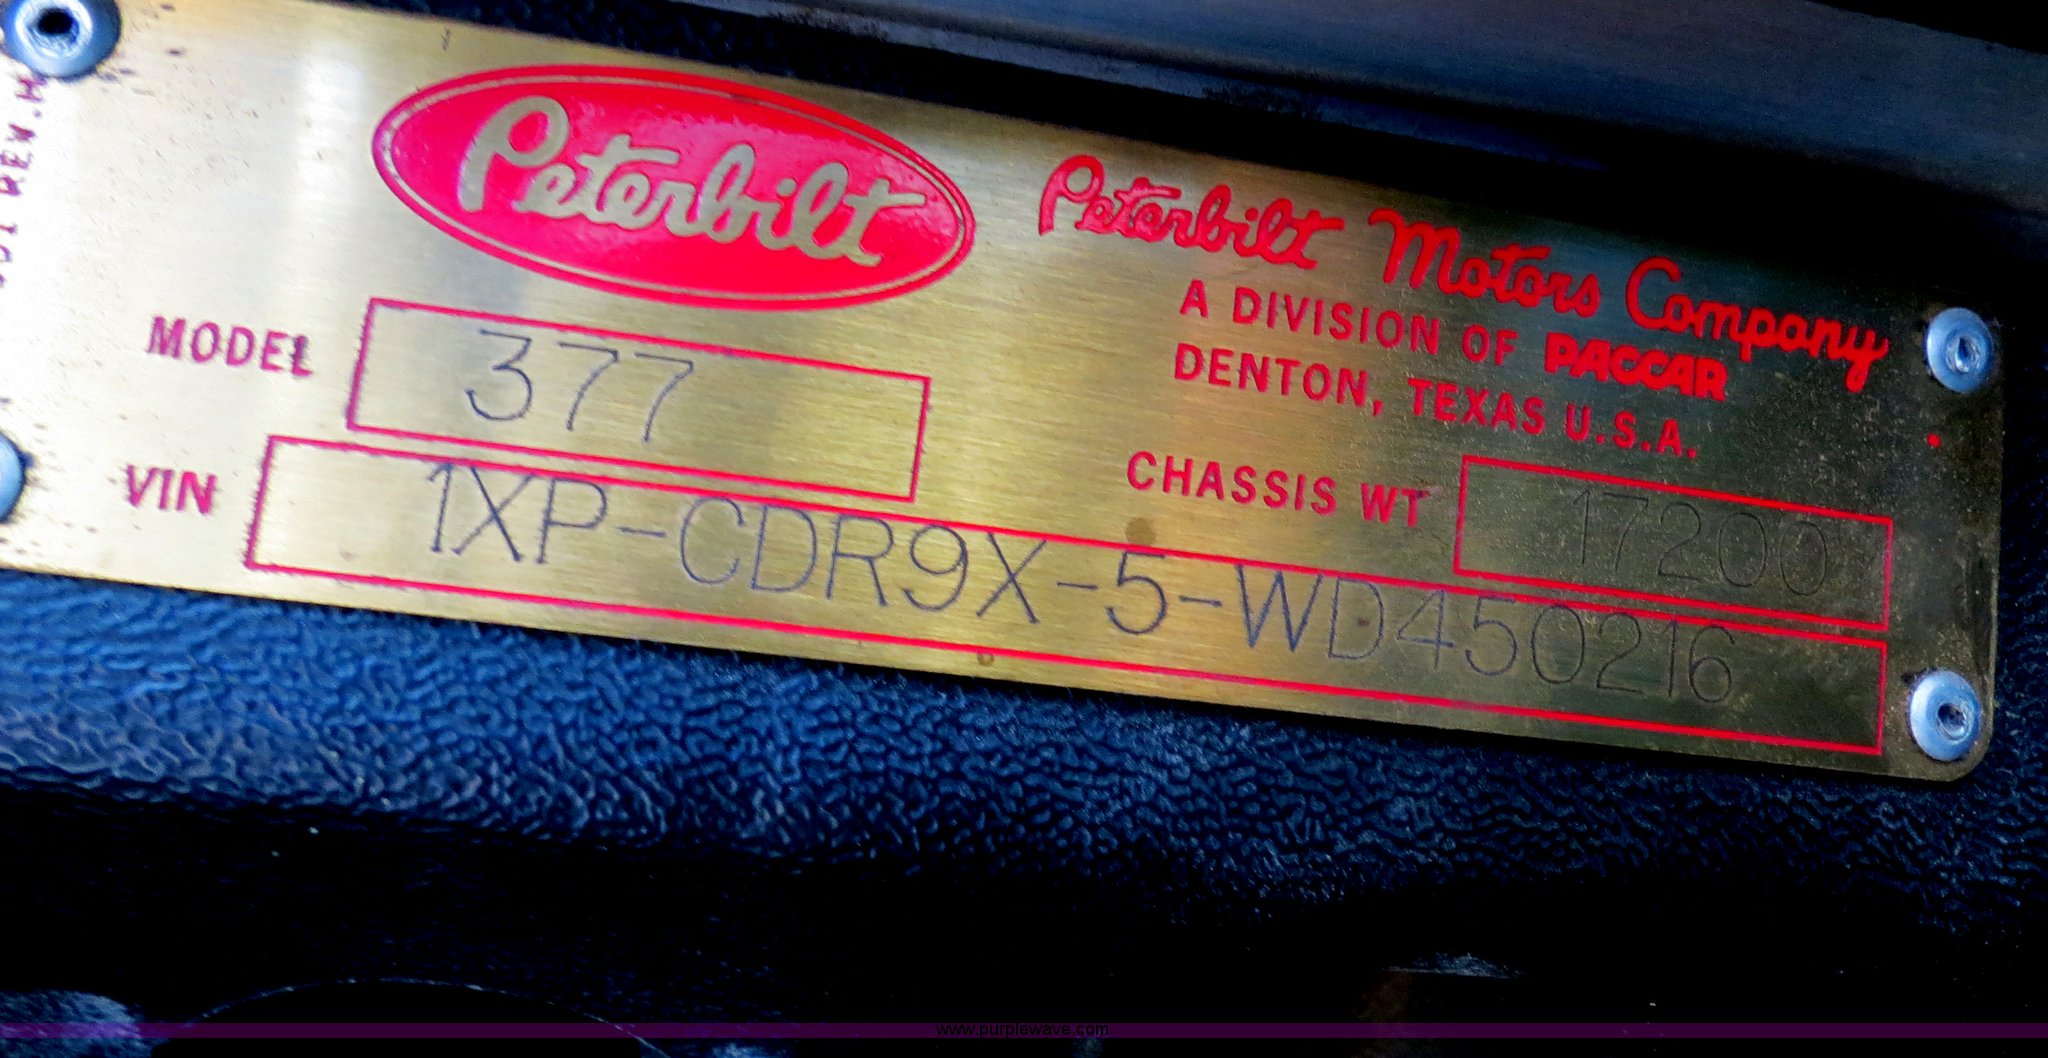 Peterbilt
Peterbilt Motors Company
A DIVISION OF PACCAR
DENTON, TEXAS U.S.A.
MODEL 377
CHASSIS WT 17200
VIN 1XP-CDR9X-5-WD450216
REV.H
www.purplewave.com